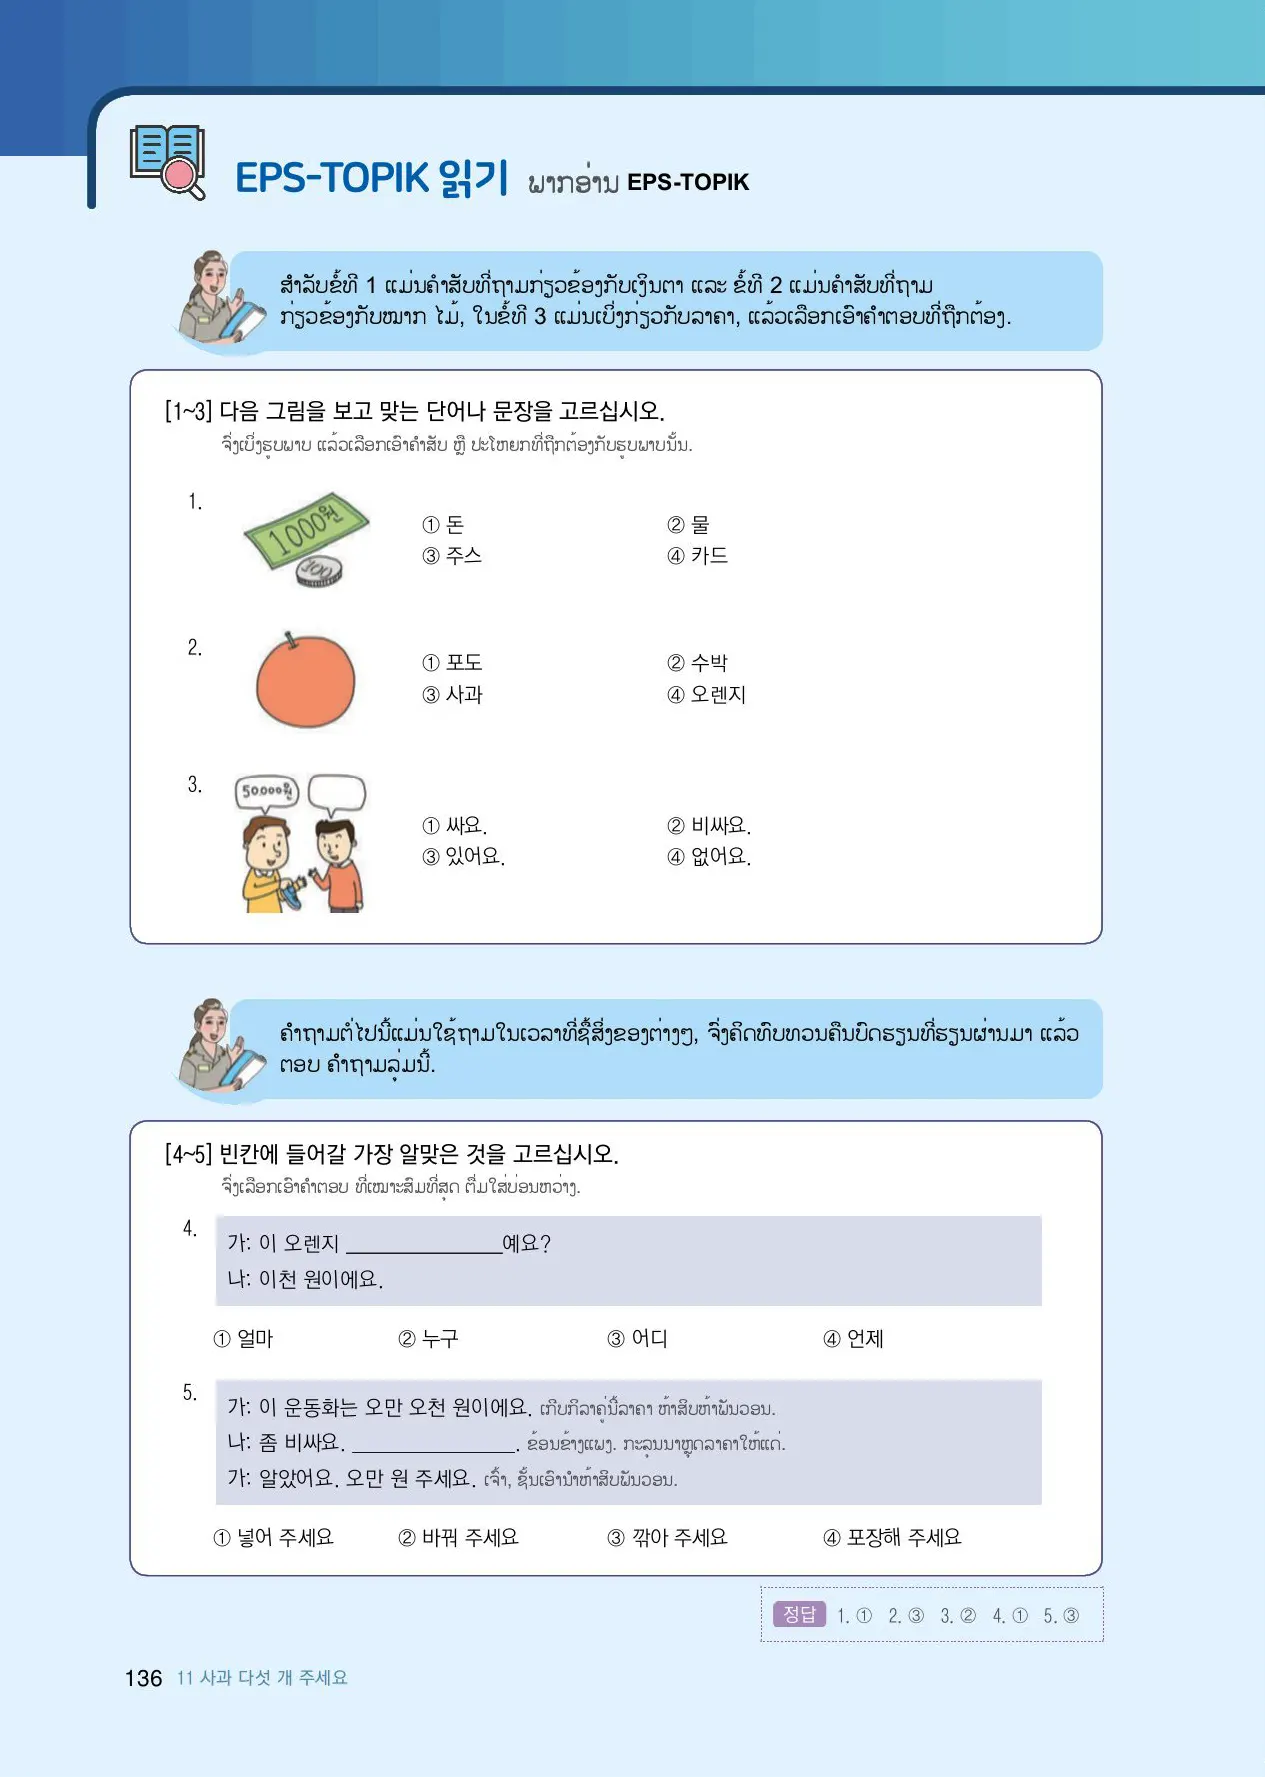 EPS-TOPIK 읽기 ພາກອ່ານ EPS-TOPIK
ສຳລັບຂໍ້ທີ 1 ແມ່ນຄຳສັບທີ່ຖາມກ່ຽວຂ້ອງກັບເງິນຕາ ແລະ ຂໍ້ທີ 2 ແມ່ນຄຳສັບທີ່ຖາມ
ກ່ຽວຂ້ອງກັບໝາກ ໄມ້, ໃນຂໍ້ທີ 3 ແມ່ນເບິ່ງກ່ຽວກັບລາຄາ, ແລ້ວເລືອກເອົາຄຳຕອບທີ່ຖືກຕ້ອງ.
[1~3] 다음 그림을 보고 맞는 단어나 문장을 고르십시오.
ຈົ່ງເບິ່ງຮູບພາບ ແລ້ວເລືອກເອົາຄຳສັບ ຫຼື ປະໂຫຍກທີ່ຖືກຕ້ອງກັບຮູບພາບນັ້ນ.
1.
1000원
100
① 돈 ② 물
③ 주스 ④ 카드
2.
① 포도 ② 수박
③ 사과 ④ 오렌지
3.
50,000원
① 싸요. ② 비싸요.
③ 있어요. ④ 없어요.
ຄຳຖາມຕໍ່ໄປນີ້ແມ່ນໃຊ້ຖາມໃນເວລາທີ່ຊື້ສິ່ງຂອງຕ່າງໆ, ຈົ່ງຄິດທົບທວນຄືນບົດຮຽນທີ່ຮຽນຜ່ານມາ ແລ້ວ
ຕອບ ຄຳຖາມລຸ່ມນີ້.
[4~5] 빈칸에 들어갈 가장 알맞은 것을 고르십시오.
ຈົ່ງເລືອກເອົາຄຳຕອບ ທີ່ເໝາະສົມທີ່ສຸດ ຕື່ມໃສ່ບ່ອນຫວ່າງ.
4.
가: 이 오렌지 ______________예요?
나: 이천 원이에요.
① 얼마 ② 누구 ③ 어디 ④ 언제
5.
가: 이 운동화는 오만 오천 원이에요. ເກີບກິລາຄູ່ນີ້ລາຄາ ຫ້າສິບຫ້າພັນວອນ.
나: 좀 비싸요. ______________. ຂ້ອນຂ້າງແພງ. ກະລຸນນາຫຼຸດລາຄາໃຫ້ແດ່.
가: 알았어요. 오만 원 주세요. ເຈົ້າ, ຊັ້ນເອົານຳຫ້າສິບພັນວອນ.
① 넣어 주세요 ② 바꿔 주세요 ③ 깎아 주세요 ④ 포장해 주세요
정답 1. ① 2. ③ 3. ② 4. ① 5. ③
136 11 사과 다섯 개 주세요